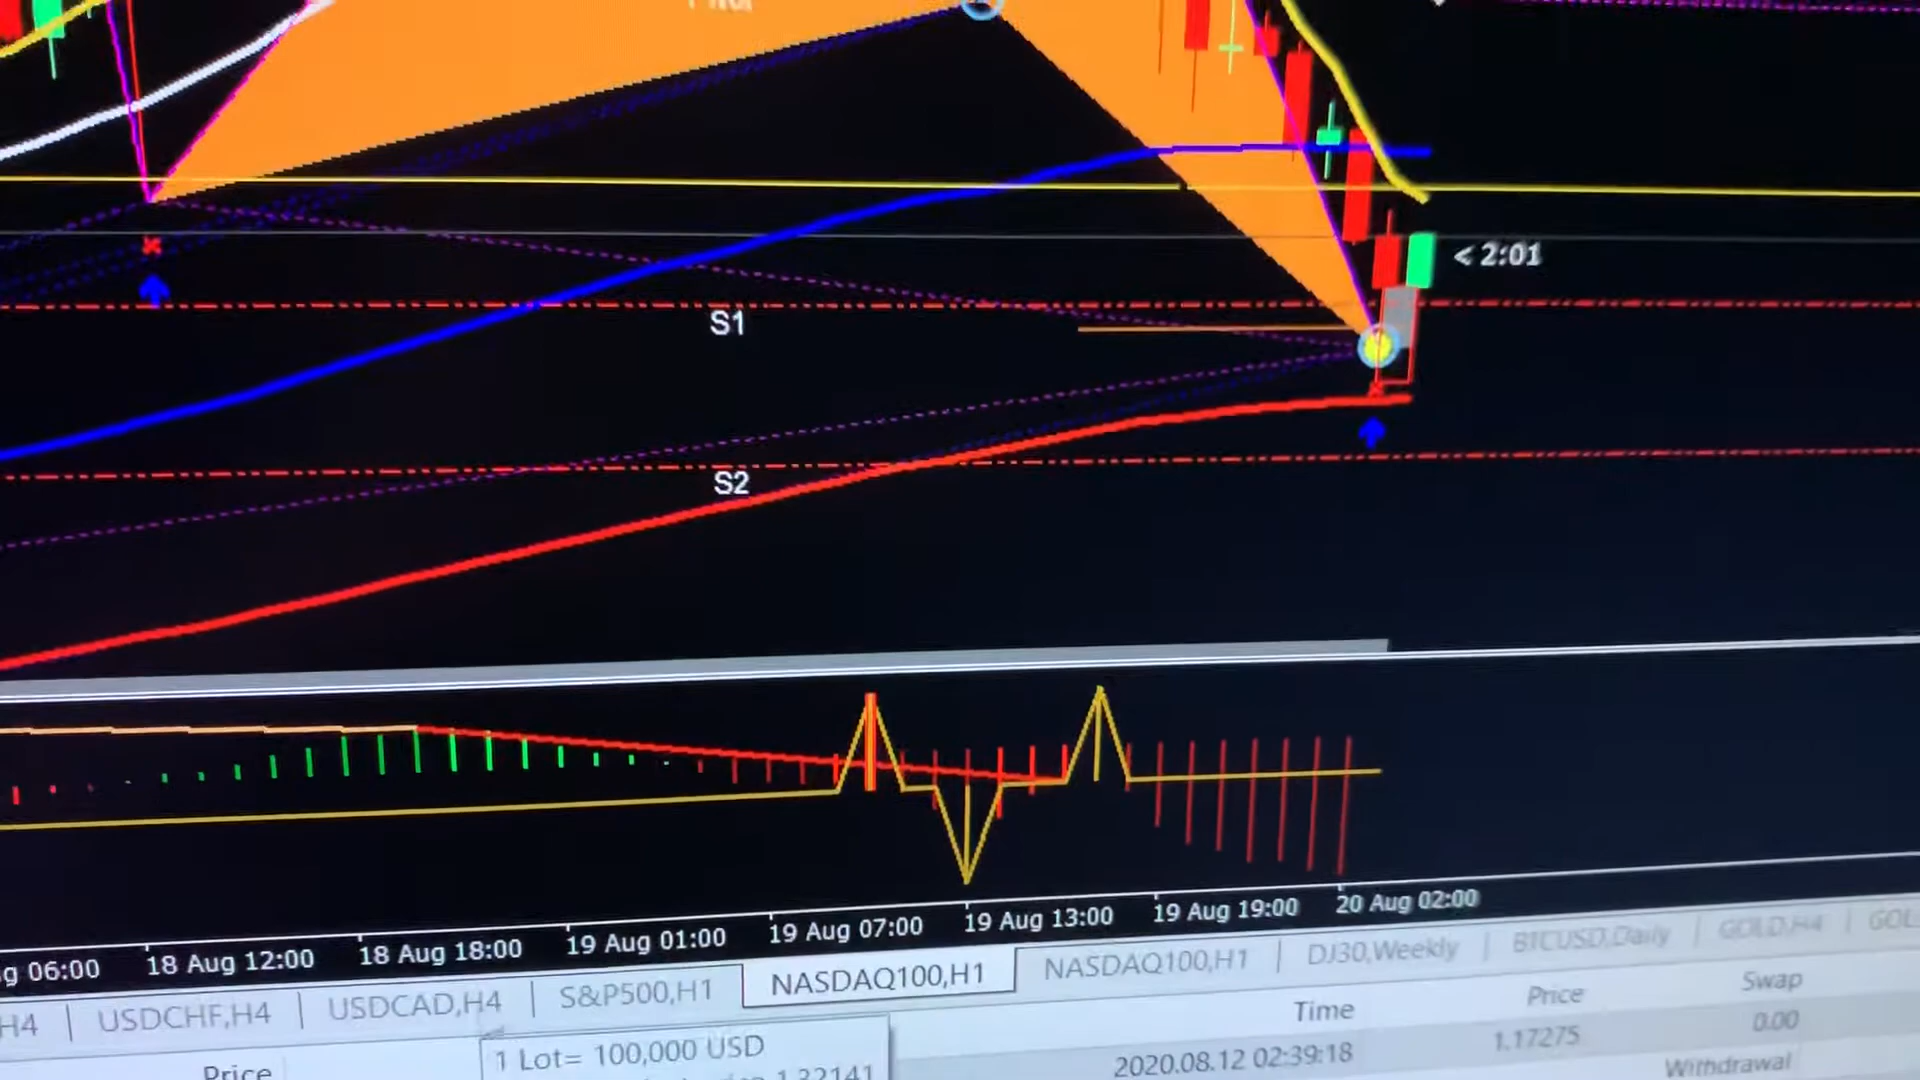 < 2:01
S1
S2
06:00 18 Aug 12:00 18 Aug 18:00 19 Aug 01:00 19 Aug 07:00 19 Aug 13:00 19 Aug 19:00 20 Aug 02:00
H4 USDCHF,H4 USDCAD,H4 S&P500,H1 NASDAQ100,H1 NASDAQ100,H1 DJ30,Weekly BTCUSD,Daily GOLD,H4 GOL
Price Time Price Swap
1 Lot= 100,000 USD
2020.08.12 02:39:18 1.17275 0.00
1.32141
Withdrawal